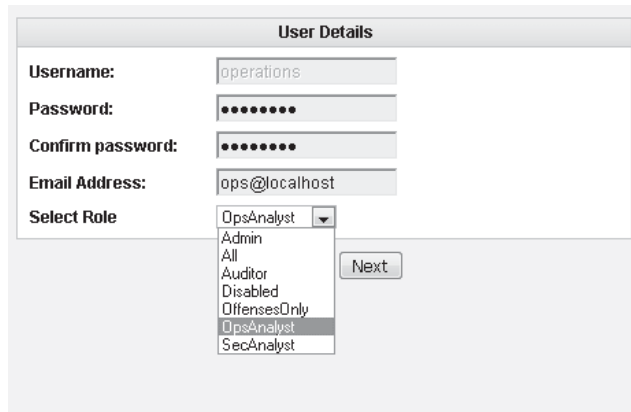 User Details
Username: operations
Password: ••••••••
Confirm password: ••••••••
Email Address: ops@localhost
Select Role OpsAnalyst
Admin
All
Auditor
Disabled
OffensesOnly
OpsAnalyst
SecAnalyst
Next